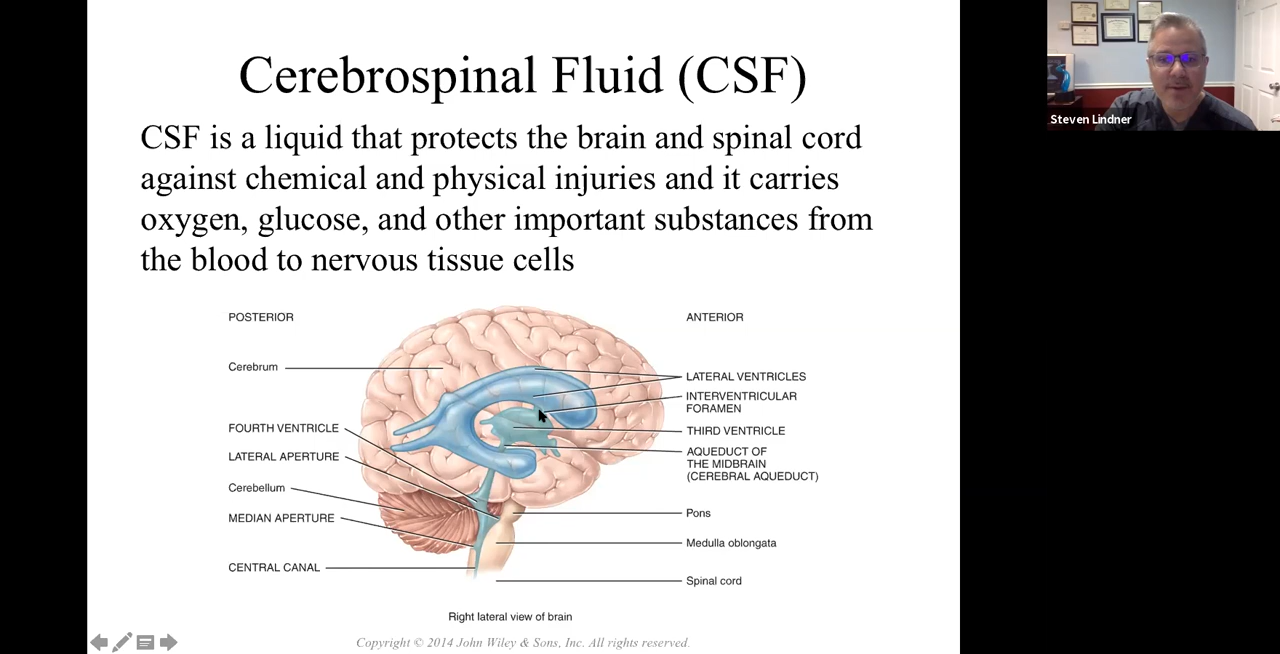 Cerebrospinal Fluid (CSF)
CSF is a liquid that protects the brain and spinal cord
against chemical and physical injuries and it carries
oxygen, glucose, and other important substances from
the blood to nervous tissue cells
POSTERIOR
ANTERIOR
Cerebrum
LATERAL VENTRICLES
INTERVENTRICULAR
FORAMEN
FOURTH VENTRICLE
THIRD VENTRICLE
LATERAL APERTURE
AQUEDUCT OF
THE MIDBRAIN
(CEREBRAL AQUEDUCT)
Cerebellum
Pons
MEDIAN APERTURE
Medulla oblongata
CENTRAL CANAL
Spinal cord
Right lateral view of brain
Copyright © 2014 John Wiley & Sons, Inc. All rights reserved.
Steven Lindner